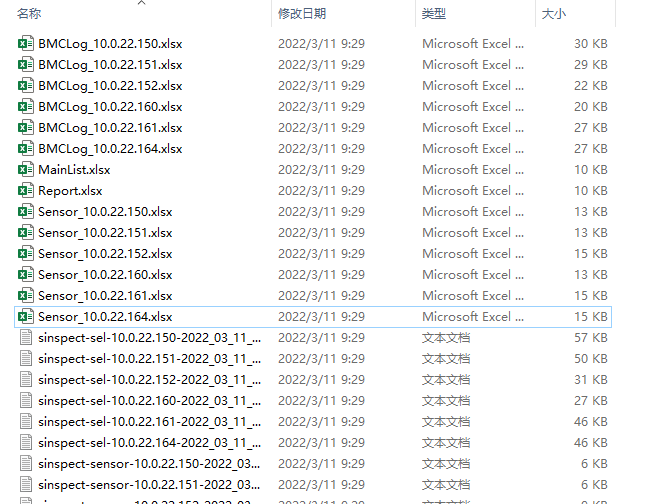 名称 修改日期 类型 大小
BMCLog_10.0.22.150.xlsx 2022/3/11 9:29 Microsoft Excel ... 30 KB
BMCLog_10.0.22.151.xlsx 2022/3/11 9:29 Microsoft Excel ... 29 KB
BMCLog_10.0.22.152.xlsx 2022/3/11 9:29 Microsoft Excel ... 22 KB
BMCLog_10.0.22.160.xlsx 2022/3/11 9:29 Microsoft Excel ... 20 KB
BMCLog_10.0.22.161.xlsx 2022/3/11 9:29 Microsoft Excel ... 27 KB
BMCLog_10.0.22.164.xlsx 2022/3/11 9:29 Microsoft Excel ... 27 KB
MainList.xlsx 2022/3/11 9:29 Microsoft Excel ... 10 KB
Report.xlsx 2022/3/11 9:29 Microsoft Excel ... 10 KB
Sensor_10.0.22.150.xlsx 2022/3/11 9:29 Microsoft Excel ... 13 KB
Sensor_10.0.22.151.xlsx 2022/3/11 9:29 Microsoft Excel ... 13 KB
Sensor_10.0.22.152.xlsx 2022/3/11 9:29 Microsoft Excel ... 15 KB
Sensor_10.0.22.160.xlsx 2022/3/11 9:29 Microsoft Excel ... 13 KB
Sensor_10.0.22.161.xlsx 2022/3/11 9:29 Microsoft Excel ... 15 KB
Sensor_10.0.22.164.xlsx 2022/3/11 9:29 Microsoft Excel ... 15 KB
sinspect-sel-10.0.22.150-2022_03_11_... 2022/3/11 9:29 文本文档 57 KB
sinspect-sel-10.0.22.151-2022_03_11_... 2022/3/11 9:29 文本文档 50 KB
sinspect-sel-10.0.22.152-2022_03_11_... 2022/3/11 9:29 文本文档 31 KB
sinspect-sel-10.0.22.160-2022_03_11_... 2022/3/11 9:29 文本文档 27 KB
sinspect-sel-10.0.22.161-2022_03_11_... 2022/3/11 9:29 文本文档 46 KB
sinspect-sel-10.0.22.164-2022_03_11_... 2022/3/11 9:29 文本文档 46 KB
sinspect-sensor-10.0.22.150-2022_03... 2022/3/11 9:29 文本文档 6 KB
sinspect-sensor-10.0.22.151-2022_03... 2022/3/11 9:29 文本文档 6 KB